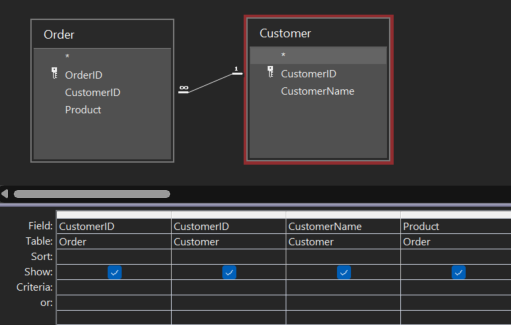 Order
*
OrderID
CustomerID
Product
∞
1
Customer
*
CustomerID
CustomerName
Field: CustomerID CustomerID CustomerName Product
Table: Order Customer Customer Order
Sort:
Show:
Criteria:
or: